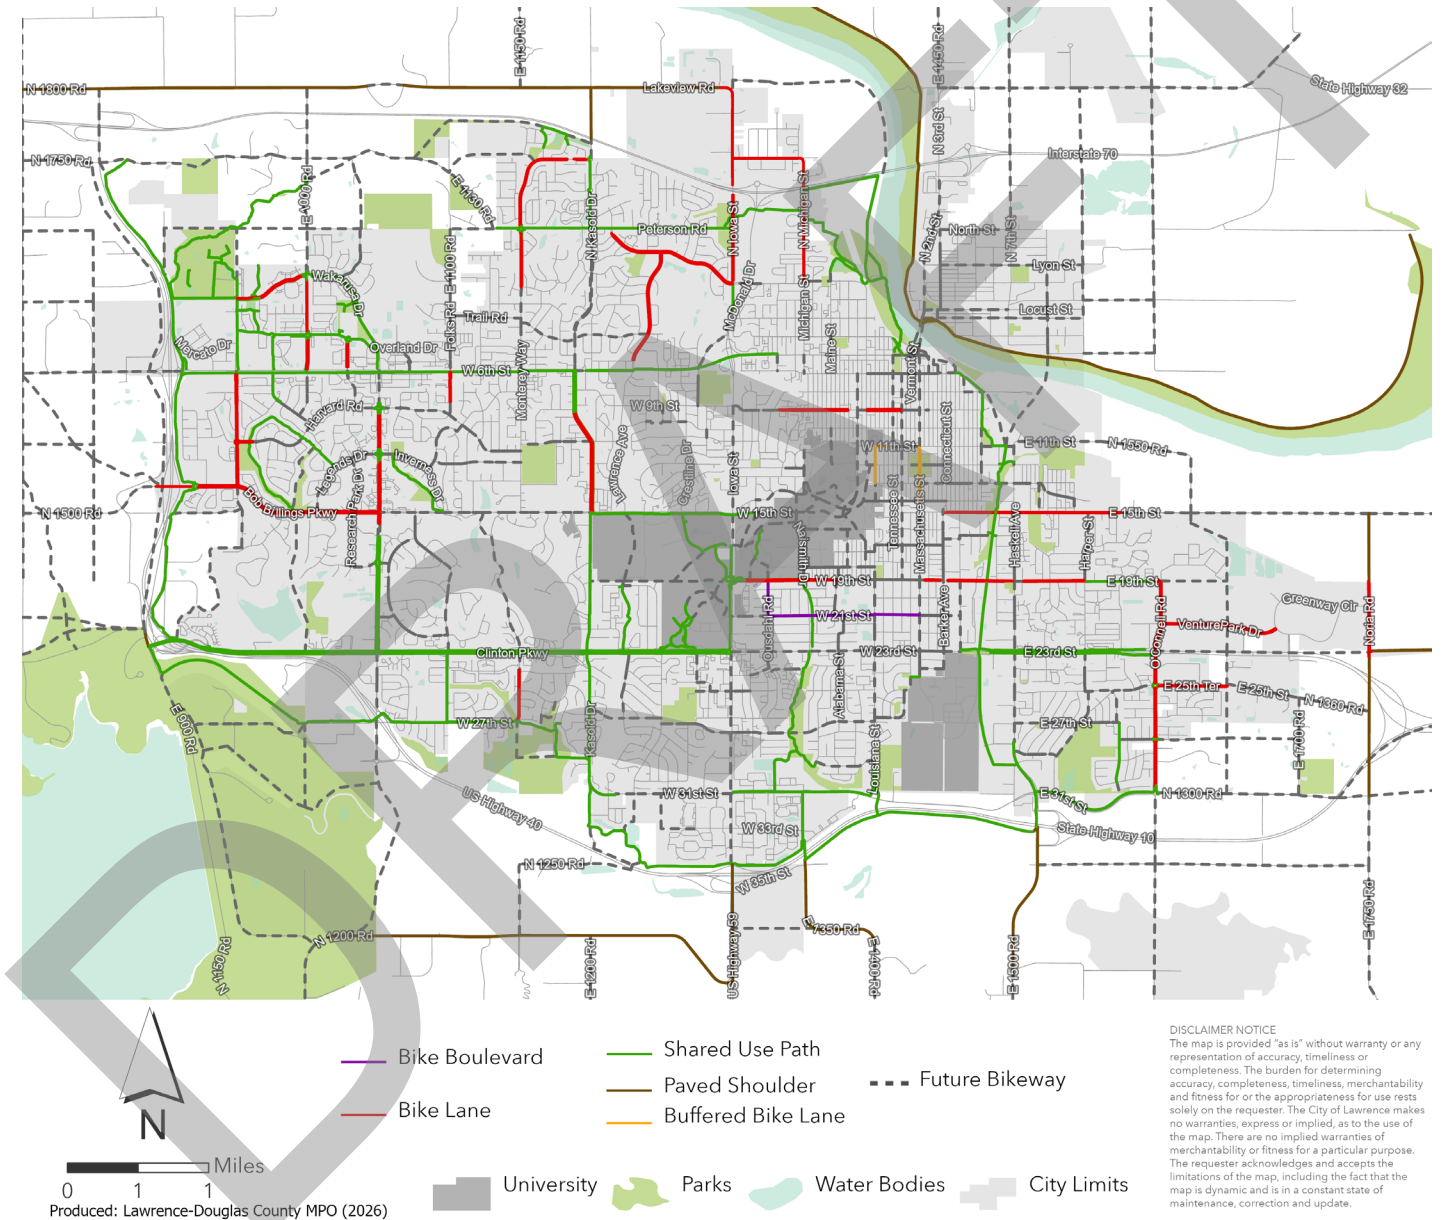 E 1150 Rd
E 1450 Rd
N 1800 Rd
Lakeview Rd
State Highway 32
N 3rd St
N 1750 Rd
Interstate 70
E 1000 Rd
E 1130 Rd
N Kasold Dr
N Michigan St
N Iowa St
Peterson Rd
N 2nd St
North St
N 7th St
E 1100 Rd
Lyon St
Wakarusa Dr
McDonald Dr
Michigan St
Locust St
Folks Rd
Trail Rd
Maine St
Mercato Dr
Overland Dr
Monterey Way
W 6th St
Vermont St
Harvard Rd
W 9th St
Connecticut St
Lawrence Ave
Crestline Dr
Iowa St
W 11th St
E 11th St
N 1550 Rd
Legends Dr
Inverness Dr
Research Park Dr
Bob Billings Pkwy
N 1500 Rd
W 15th St
Tennessee St
Massachusetts St
Haskell Ave
Harper St
E 15th St
Naismith Dr
W 19th St
E 19th St
Ousdahl Rd
W 21st St
Barker Ave
O'Connell Rd
Greenway Cir
VenturePark Dr
Noria Rd
Clinton Pkwy
W 23rd St
E 23rd St
Alabama St
E 25th Ter
E 25th St
N 1360 Rd
E 900 Rd
W 27th St
Kasold Dr
E 27th St
E 1700 Rd
Louisiana St
US Highway 40
W 31st St
E 31st St
N 1300 Rd
W 33rd St
State Highway 10
N 1250 Rd
W 35th St
E 1750 Rd
N 1200 Rd
N 1150 Rd
E 1200 Rd
US Highway 59
E 1350 Rd
E 1400 Rd
E 1500 Rd
DRAFT
N
Miles
0 1 1
Produced: Lawrence-Douglas County MPO (2026)
Bike Boulevard
Bike Lane
Shared Use Path
Paved Shoulder
Buffered Bike Lane
Future Bikeway
University
Parks
Water Bodies
City Limits
DISCLAIMER NOTICE
The map is provided "as is" without warranty or any
representation of accuracy, timeliness or
completeness. The burden for determining
accuracy, completeness, timeliness, merchantability
and fitness for or the appropriateness for use rests
solely on the requester. The City of Lawrence makes
no warranties, express or implied, as to the use of
the map. There are no implied warranties of
merchantability or fitness for a particular purpose.
The requester acknowledges and accepts the
limitations of the map, including the fact that the
map is dynamic and is in a constant state of
maintenance, correction and update.